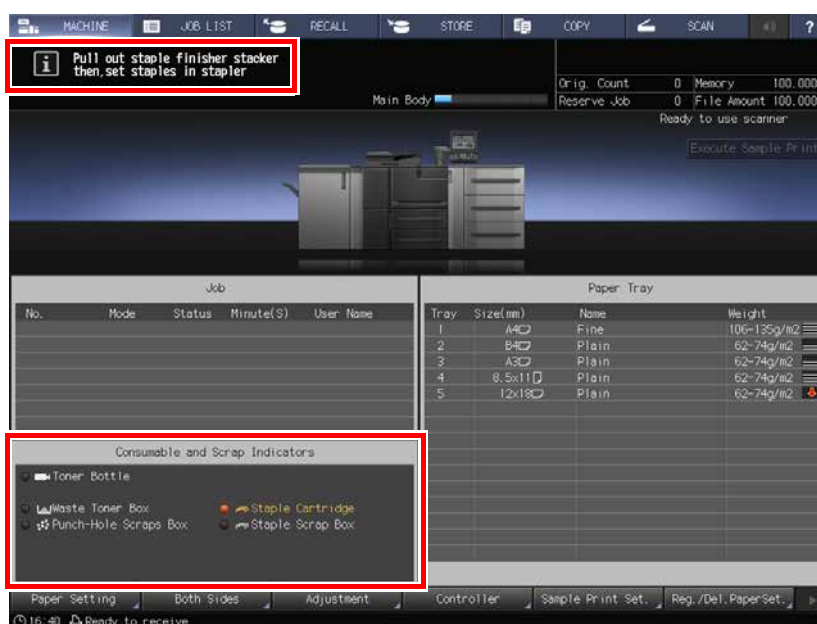 MACHINE JOB LIST RECALL STORE COPY SCAN ?
Pull out staple finisher stacker
then,set staples in stapler
Main Body
Orig. Count 0 Memory 100.000
Reserve Job 0 File Amount 100.000
Ready to use scanner
Execute Sample Print
Job
No. Mode Status Minute(S) User Name
Paper Tray
Tray Size(mm) Name Weight
1 A4 Fine 106-135g/m2
2 B4 Plain 62-74g/m2
3 A3 Plain 62-74g/m2
4 8.5x11 Plain 62-74g/m2
5 12x18 Plain 62-74g/m2
Consumable and Scrap Indicators
Toner Bottle
Waste Toner Box Staple Cartridge
Punch-Hole Scraps Box Staple Scrap Box
Paper Setting Both Sides Adjustment Controller Sample Print Set. Reg./Del.PaperSet.
16:40 Ready to receive